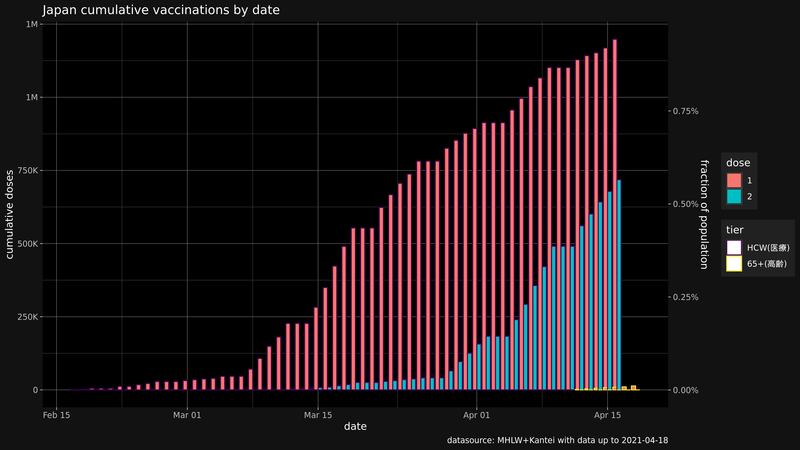 Japan cumulative vaccinations by date
1M
1M
750K
500K
250K
0
cumulative doses
0.75%
0.50%
0.25%
0.00%
fraction of population
Feb 15
Mar 01
Mar 15
Apr 01
Apr 15
date
dose
1
2
tier
HCW(医療)
65+(高齢)
datasource: MHLW+Kantei with data up to 2021-04-18